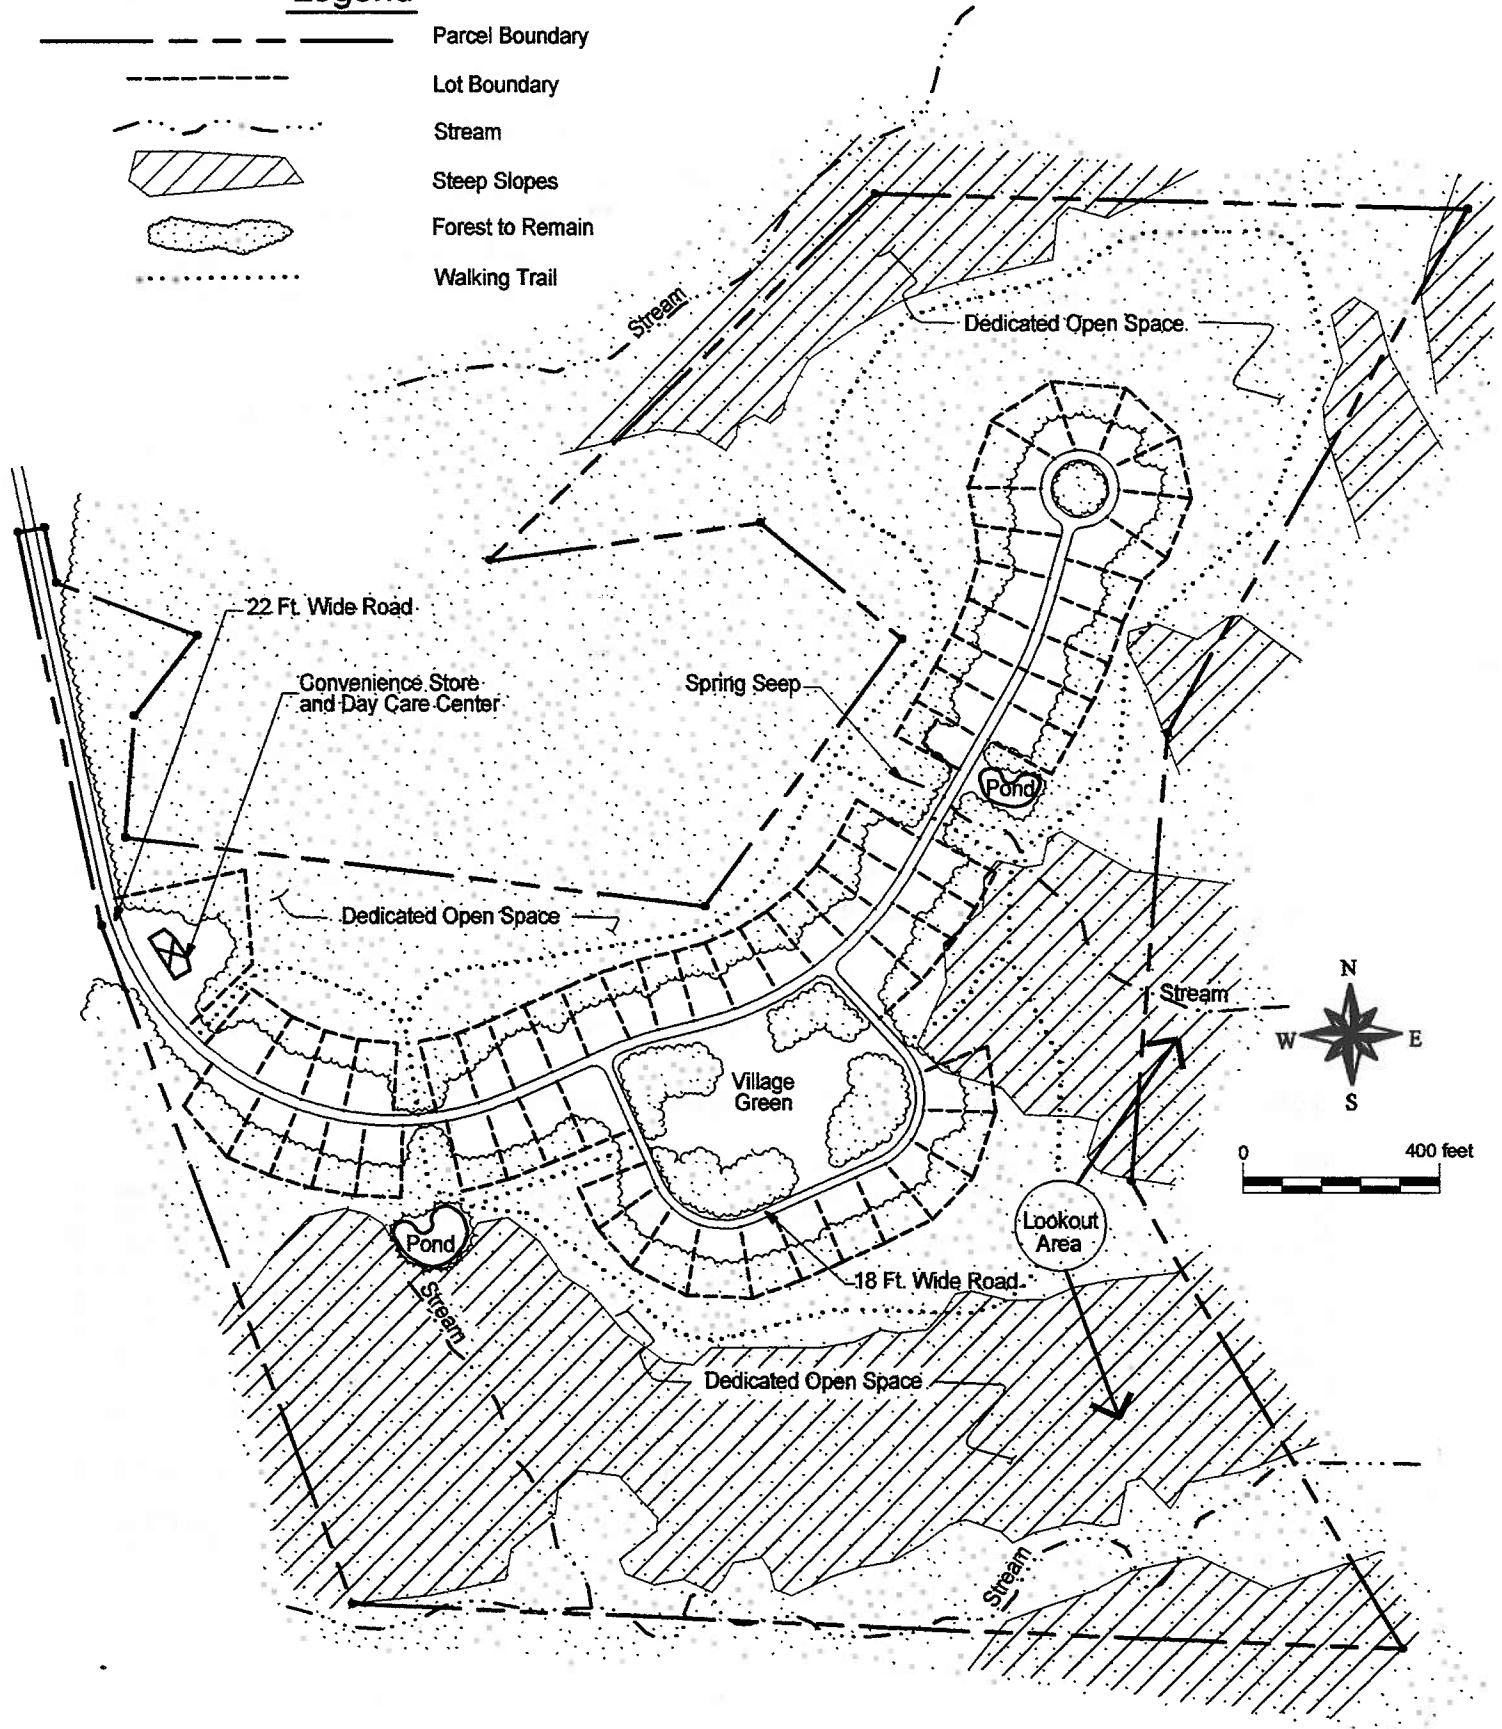 Legend
Parcel Boundary
Lot Boundary
Stream
Steep Slopes
Forest to Remain
Walking Trail
Stream
Dedicated Open Space
22 Ft. Wide Road
Convenience Store
and Day Care Center
Spring Seep
Pond
Dedicated Open Space
Stream
N
W E
S
Village
Green
0 400 feet
Lookout
Area
Pond
Stream
18 Ft. Wide Road
Dedicated Open Space
Stream